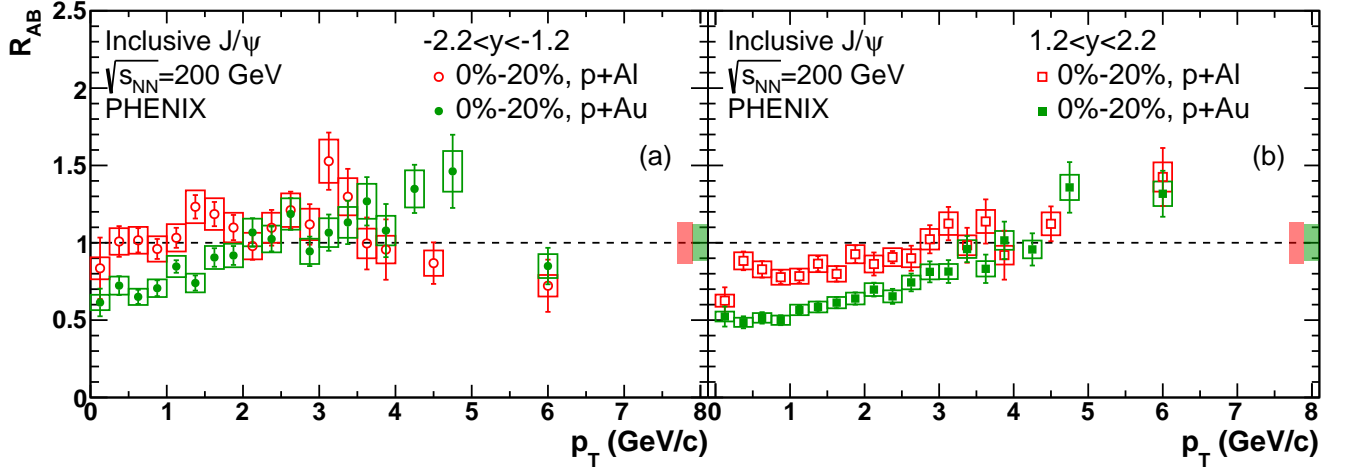 R_AB
2.5
2
1.5
1
0.5
0
Inclusive J/ψ
-2.2<y<-1.2
√s_NN=200 GeV
0%-20%, p+Al
PHENIX
0%-20%, p+Au
(a)
Inclusive J/ψ
1.2<y<2.2
√s_NN=200 GeV
0%-20%, p+Al
PHENIX
0%-20%, p+Au
(b)
0 1 2 3 4 5 6 7 8
0 1 2 3 4 5 6 7 8
p_T (GeV/c)
p_T (GeV/c)